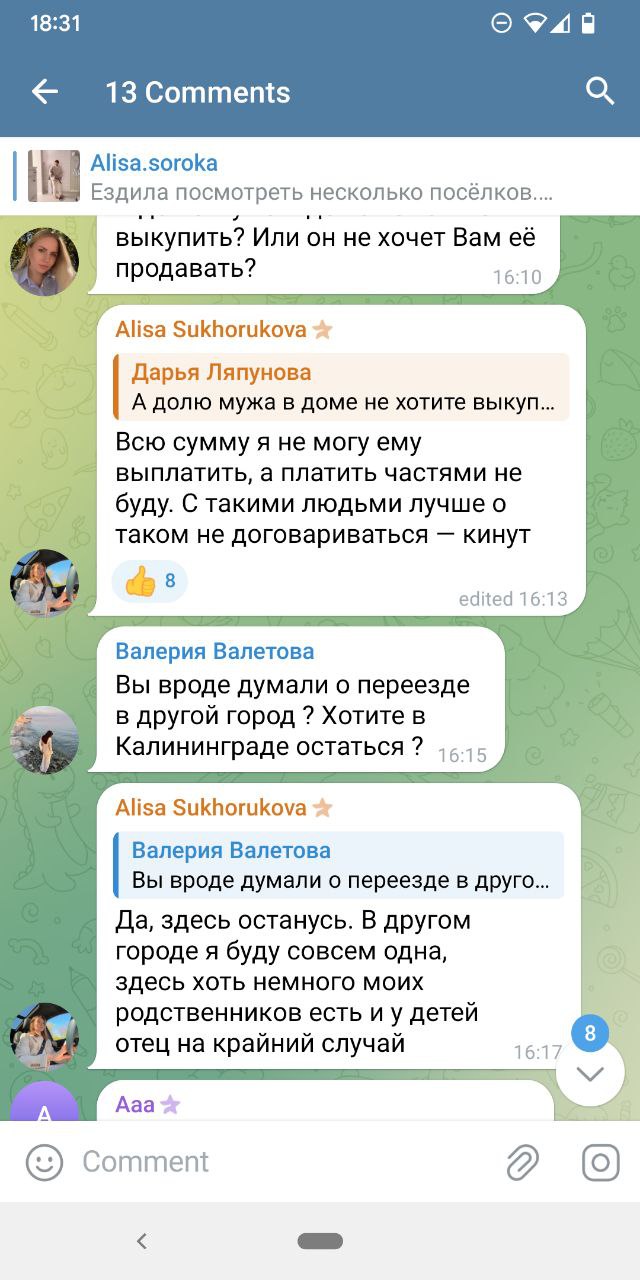 18:31
13 Comments
Alisa.soroka
Ездила посмотреть несколько посёлков....
выкупить? Или он не хочет Вам её
продавать?
16:10
Alisa Sukhorukova
Дарья Ляпунова
А долю мужа в доме не хотите выкуп...
Всю сумму я не могу ему
выплатить, а платить частями не
буду. С такими людьми лучше о
таком не договариваться — кинут
8
edited 16:13
Валерия Валетова
Вы вроде думали о переезде
в другой город ? Хотите в
Калининграде остаться ?
16:15
Alisa Sukhorukova
Валерия Валетова
Вы вроде думали о переезде в друго...
Да, здесь останусь. В другом
городе я буду совсем одна,
здесь хоть немного моих
родственников есть и у детей
отец на крайний случай
16:17
8
A
Ааа
Comment